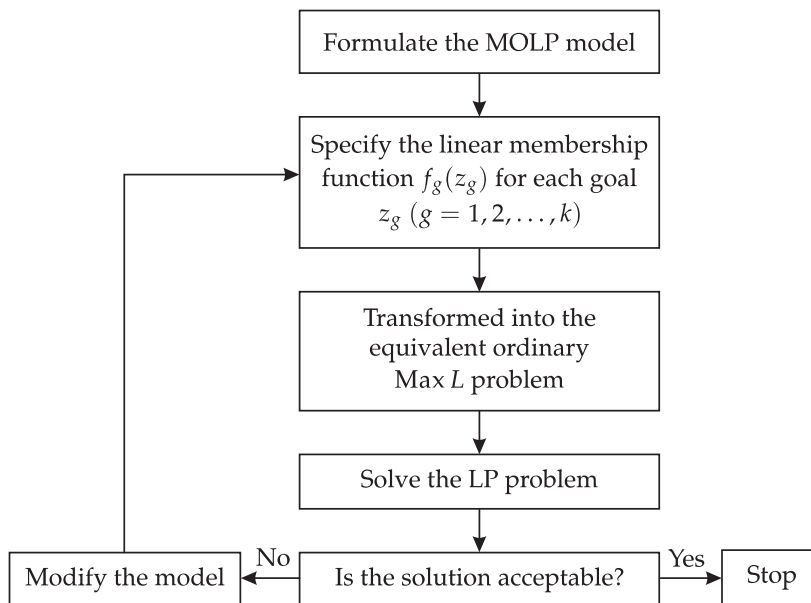 Formulate the MOLP model
Specify the linear membership
function f_g(z_g) for each goal
z_g (g = 1, 2, . . . , k)
Transformed into the
equivalent ordinary
Max L problem
Solve the LP problem
Modify the model
No
Is the solution acceptable?
Yes
Stop